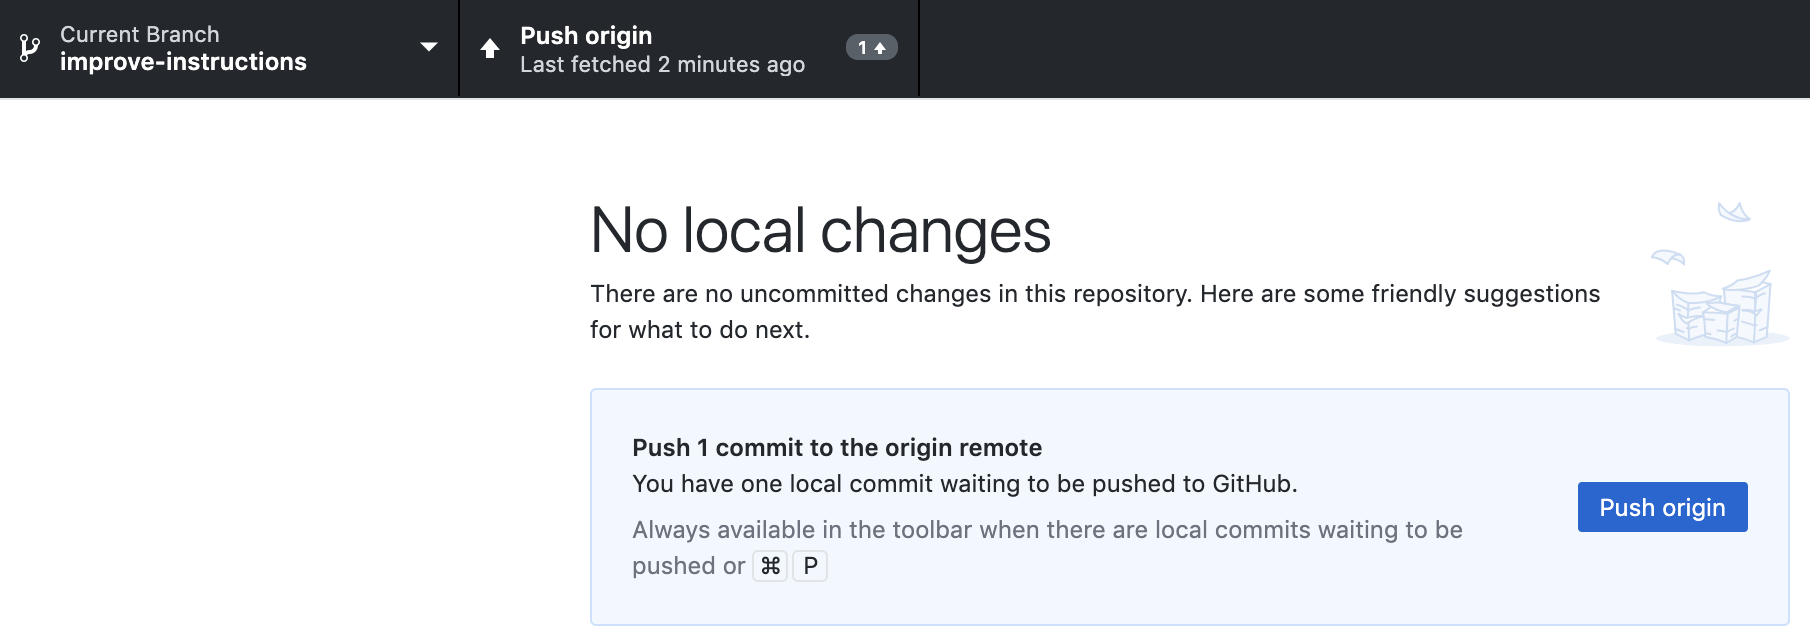 Current Branch
improve-instructions
Push origin
Last fetched 2 minutes ago
1
No local changes
There are no uncommitted changes in this repository. Here are some friendly suggestions
for what to do next.
Push 1 commit to the origin remote
You have one local commit waiting to be pushed to GitHub.
Always available in the toolbar when there are local commits waiting to be
pushed or ⌘ P
Push origin